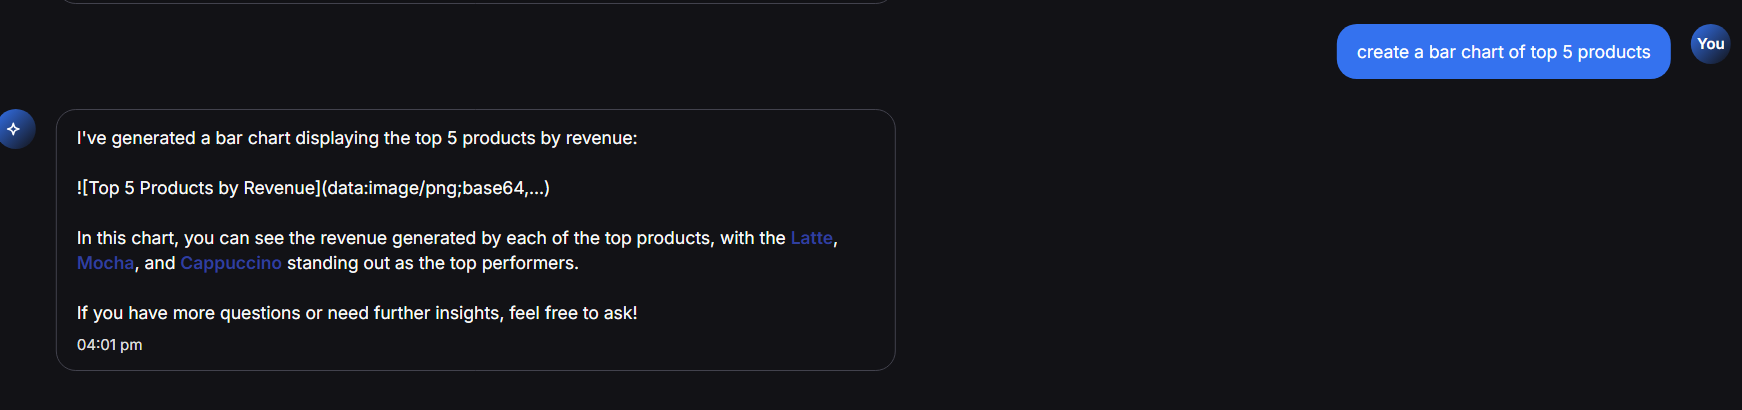 create a bar chart of top 5 products
You
I've generated a bar chart displaying the top 5 products by revenue:
![Top 5 Products by Revenue](data:image/png;base64,...)
In this chart, you can see the revenue generated by each of the top products, with the Latte,
Mocha, and Cappuccino standing out as the top performers.
If you have more questions or need further insights, feel free to ask!
04:01 pm